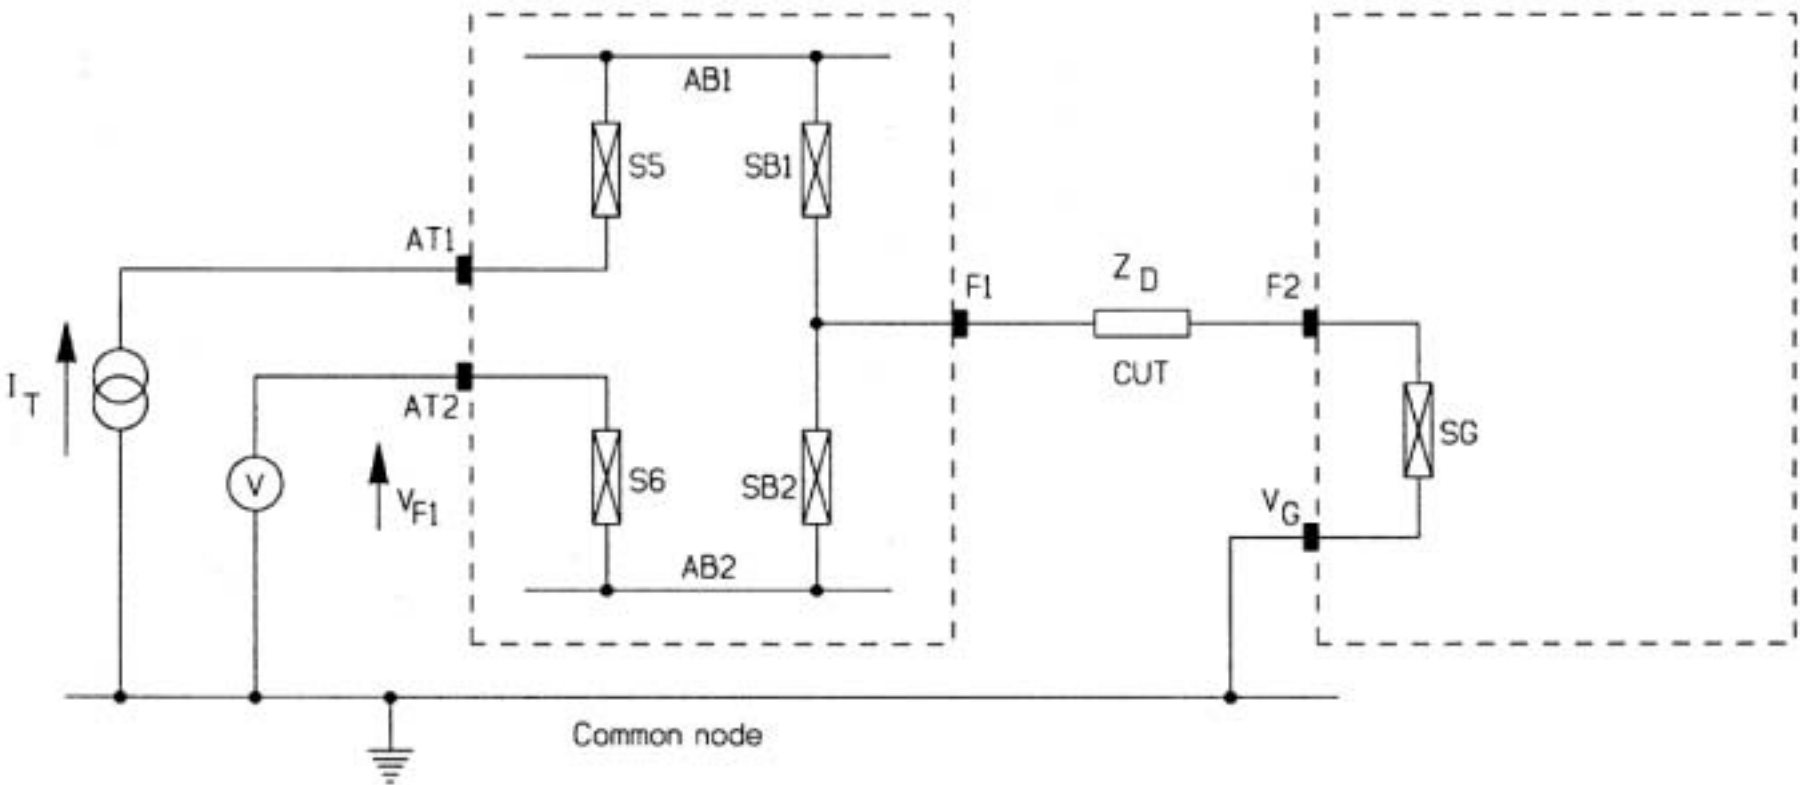 AB1
S5
SB1
AT1
F1
Z D
F2
I T
AT2
CUT
V
V F1
S6
SB2
SG
V G
AB2
Common node